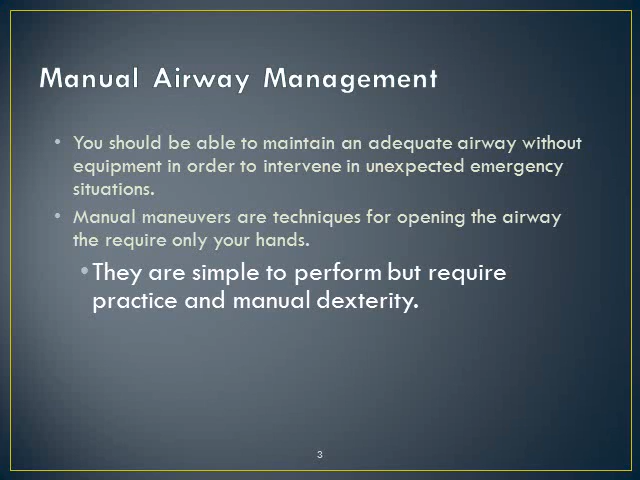 Manual Airway Management
• You should be able to maintain an adequate airway without
equipment in order to intervene in unexpected emergency
situations.
• Manual maneuvers are techniques for opening the airway
the require only your hands.
• They are simple to perform but require
practice and manual dexterity.
3